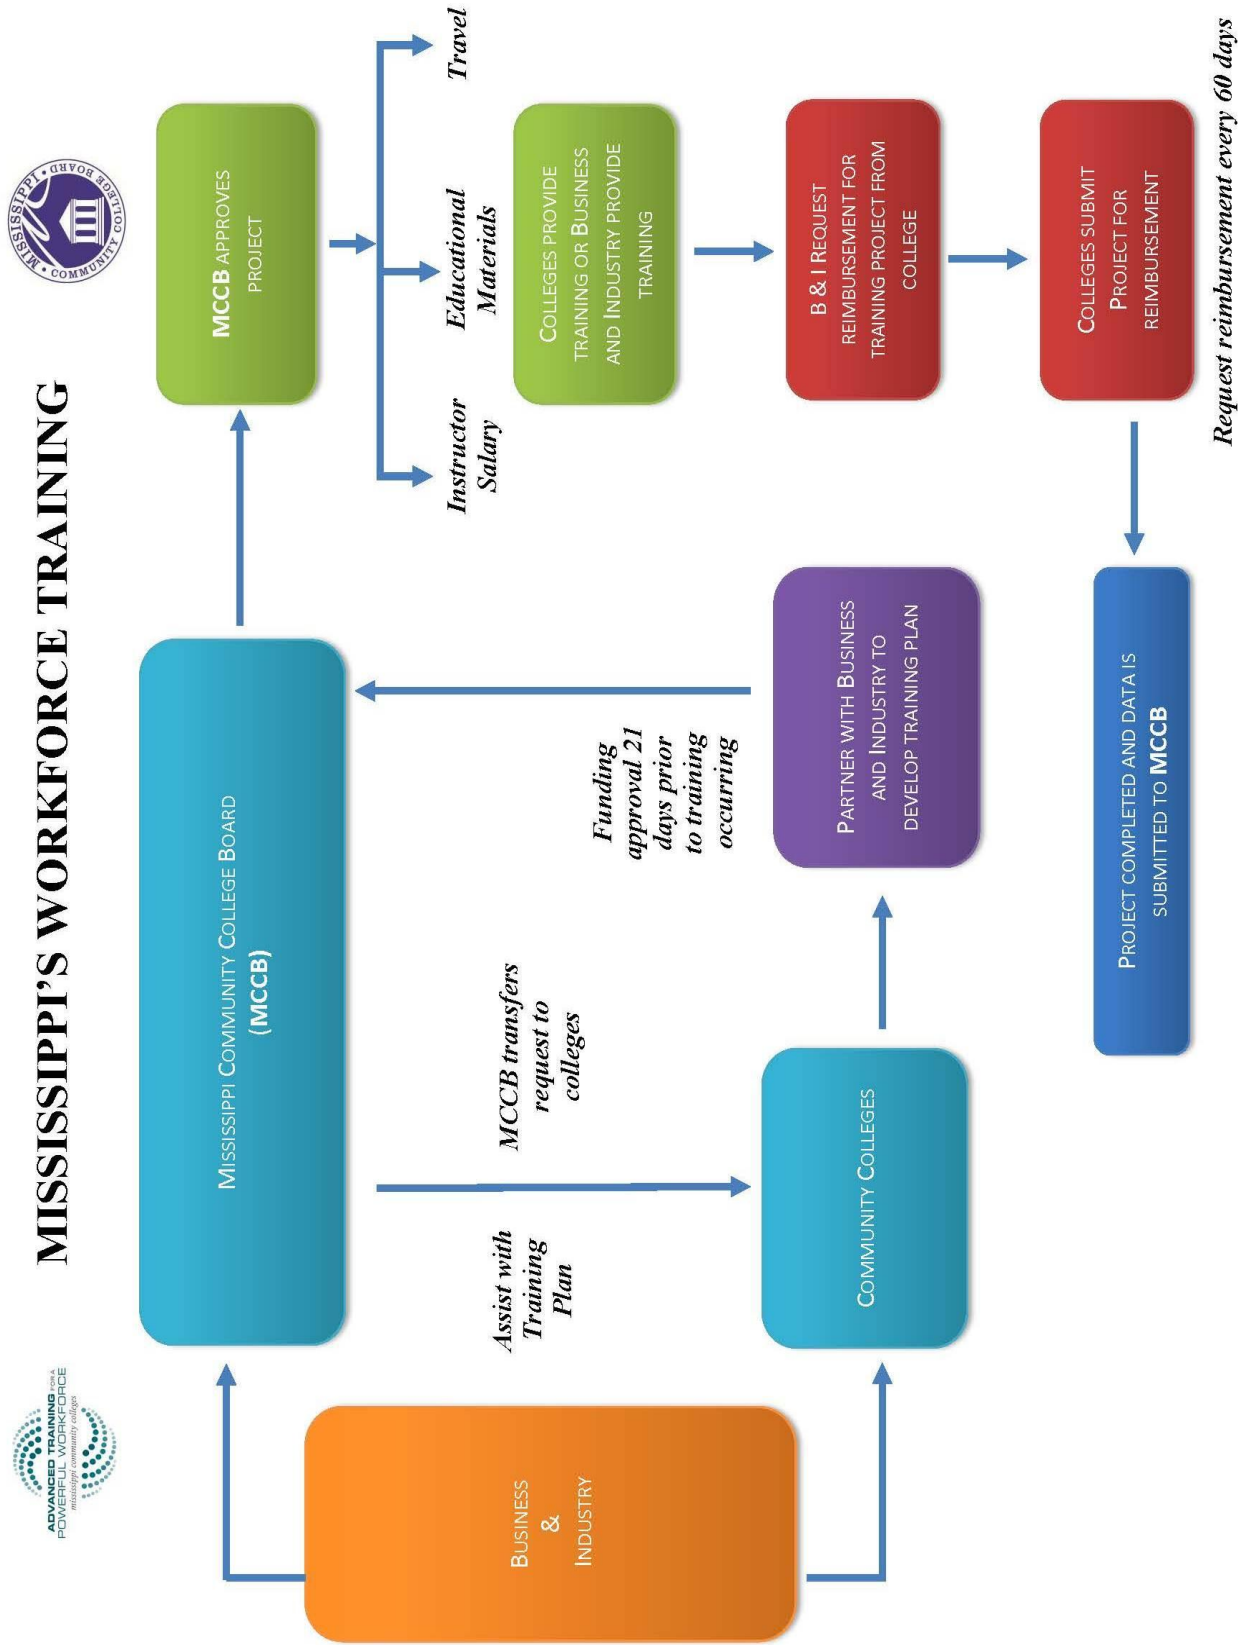 ADVANCED TRAINING FOR A
POWERFUL WORKFORCE
mississippi community colleges
MISSISSIPPI'S WORKFORCE TRAINING
MISSISSIPPI • COMMUNITY COLLEGE BOARD •
BUSINESS
&
INDUSTRY
MISSISSIPPI COMMUNITY COLLEGE BOARD
(MCCB)
Assist with
Training
Plan
MCCB transfers
request to
colleges
COMMUNITY COLLEGES
PARTNER WITH BUSINESS
AND INDUSTRY TO
DEVELOP TRAINING PLAN
Funding
approval 21
days prior
to training
occurring
MCCB APPROVES
PROJECT
Instructor
Salary
Educational
Materials
Travel
COLLEGES PROVIDE
TRAINING OR BUSINESS
AND INDUSTRY PROVIDE
TRAINING
B & I REQUEST
REIMBURSEMENT FOR
TRAINING PROJECT FROM
COLLEGE
COLLEGES SUBMIT
PROJECT FOR
REIMBURSEMENT
Request reimbursement every 60 days
PROJECT COMPLETED AND DATA IS
SUBMITTED TO MCCB